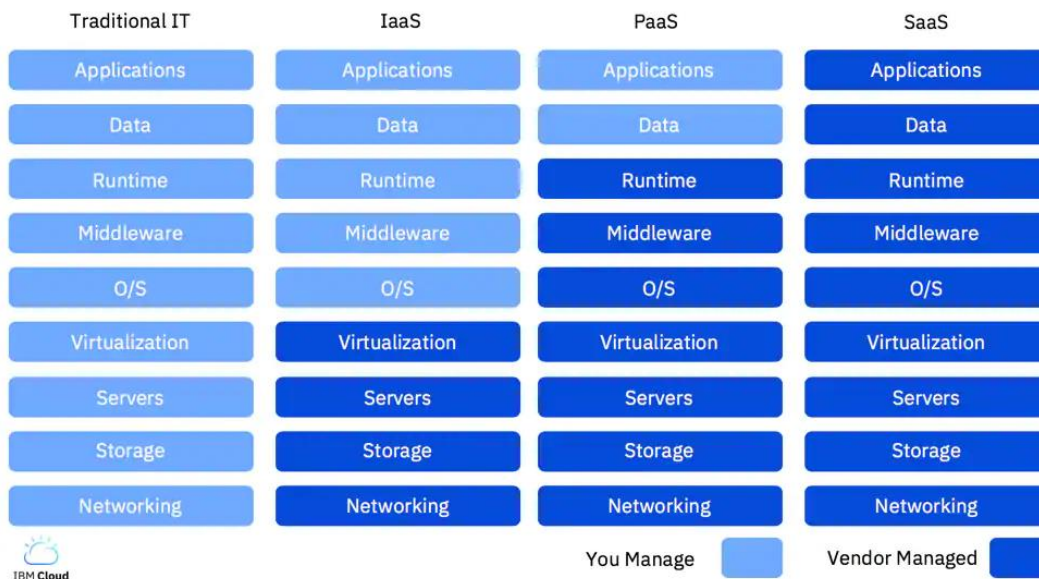 Traditional IT IaaS PaaS SaaS
Applications Applications Applications Applications
Data Data Data Data
Runtime Runtime Runtime Runtime
Middleware Middleware Middleware Middleware
O/S O/S O/S O/S
Virtualization Virtualization Virtualization Virtualization
Servers Servers Servers Servers
Storage Storage Storage Storage
Networking Networking Networking Networking
You Manage Vendor Managed
IBM Cloud